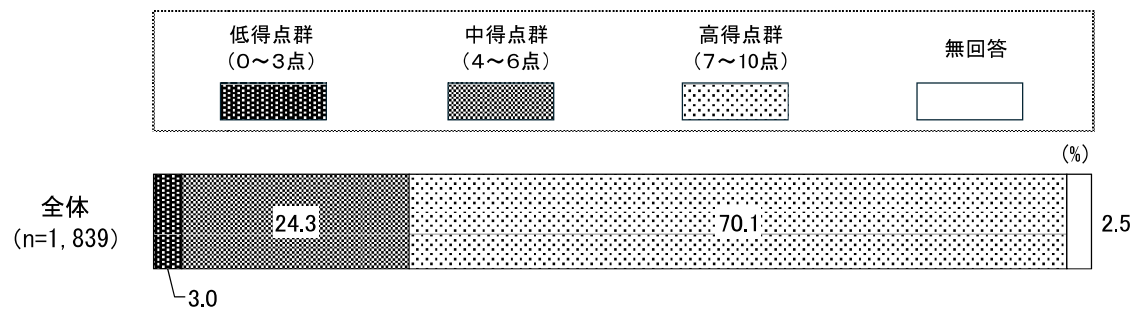 低得点群
(０～３点)
中得点群
(４～６点)
高得点群
(７～10点)
無回答
(%)
全体
(n=1,839)
24.3
70.1
2.5
3.0